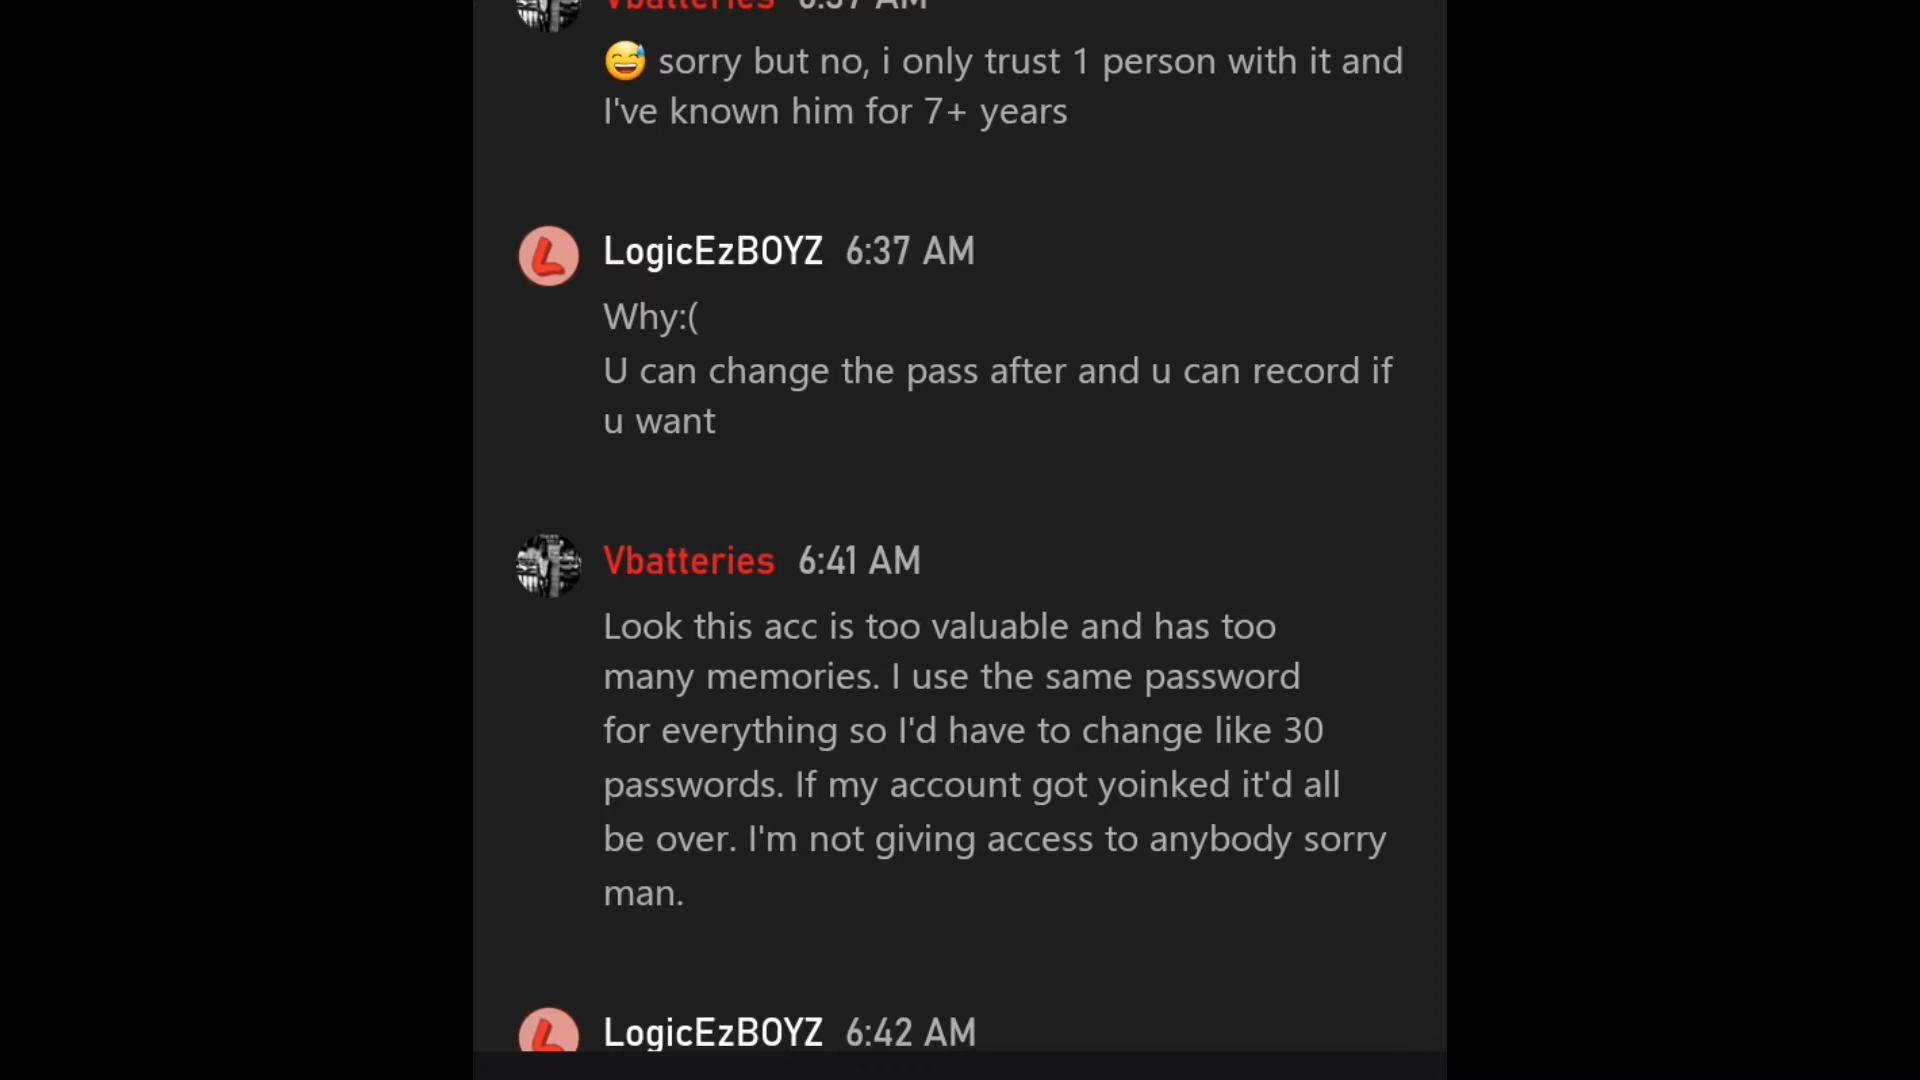 Vbatteries 6:37 AM
😅 sorry but no, i only trust 1 person with it and
I've known him for 7+ years
LogicEzBOYZ 6:37 AM
Why:(
U can change the pass after and u can record if
u want
Vbatteries 6:41 AM
Look this acc is too valuable and has too
many memories. I use the same password
for everything so I'd have to change like 30
passwords. If my account got yoinked it'd all
be over. I'm not giving access to anybody sorry
man.
LogicEzBOYZ 6:42 AM